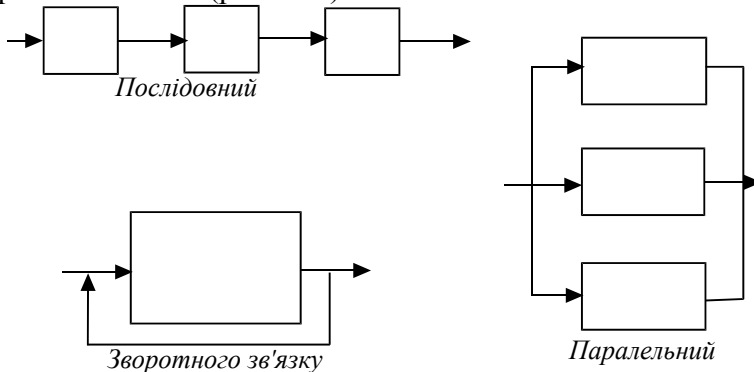 Послідовний
Зворотного зв'язку
Паралельний